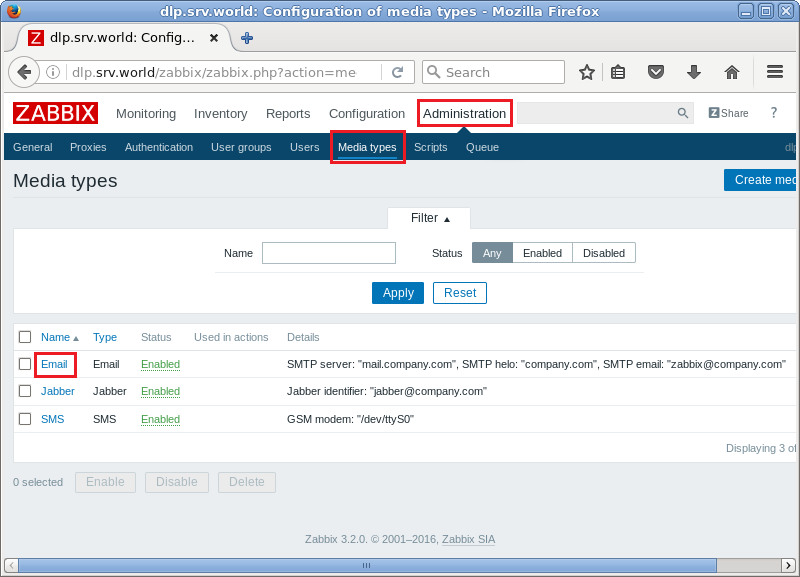 dlp.srv.world: Configuration of media types - Mozilla Firefox
Z dlp.srv.world: Config... ×
dlp.srv.world/zabbix/zabbix.php?action=me Search
ZABBIX Monitoring Inventory Reports Configuration Administration Z Share ?
General Proxies Authentication User groups Users Media types Scripts Queue dlp
Media types Create med
Filter ▲
Name Status Any Enabled Disabled
Apply Reset
Name ▲ Type Status Used in actions Details
Email Email Enabled SMTP server: "mail.company.com", SMTP helo: "company.com", SMTP email: "zabbix@company.com"
Jabber Jabber Enabled Jabber identifier: "jabber@company.com"
SMS SMS Enabled GSM modem: "/dev/ttyS0"
Displaying 3 of
0 selected Enable Disable Delete
Zabbix 3.2.0. © 2001–2016, Zabbix SIA